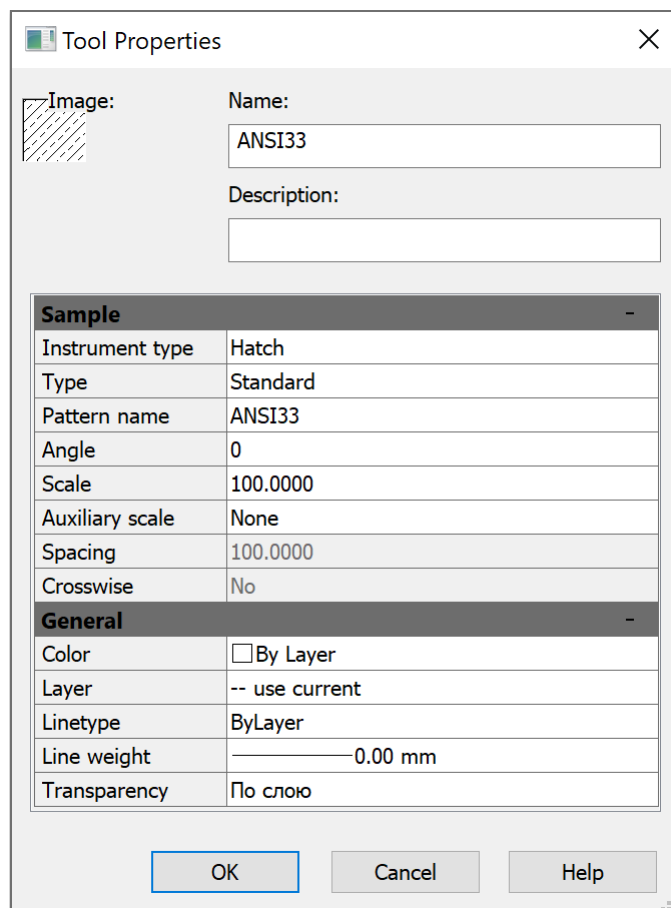 Tool Properties
Image:
Name:
ANSI33
Description:
Sample -
Instrument type Hatch
Type Standard
Pattern name ANSI33
Angle 0
Scale 100.0000
Auxiliary scale None
Spacing 100.0000
Crosswise No
General -
Color By Layer
Layer -- use current
Linetype ByLayer
Line weight 0.00 mm
Transparency По слою
OK Cancel Help